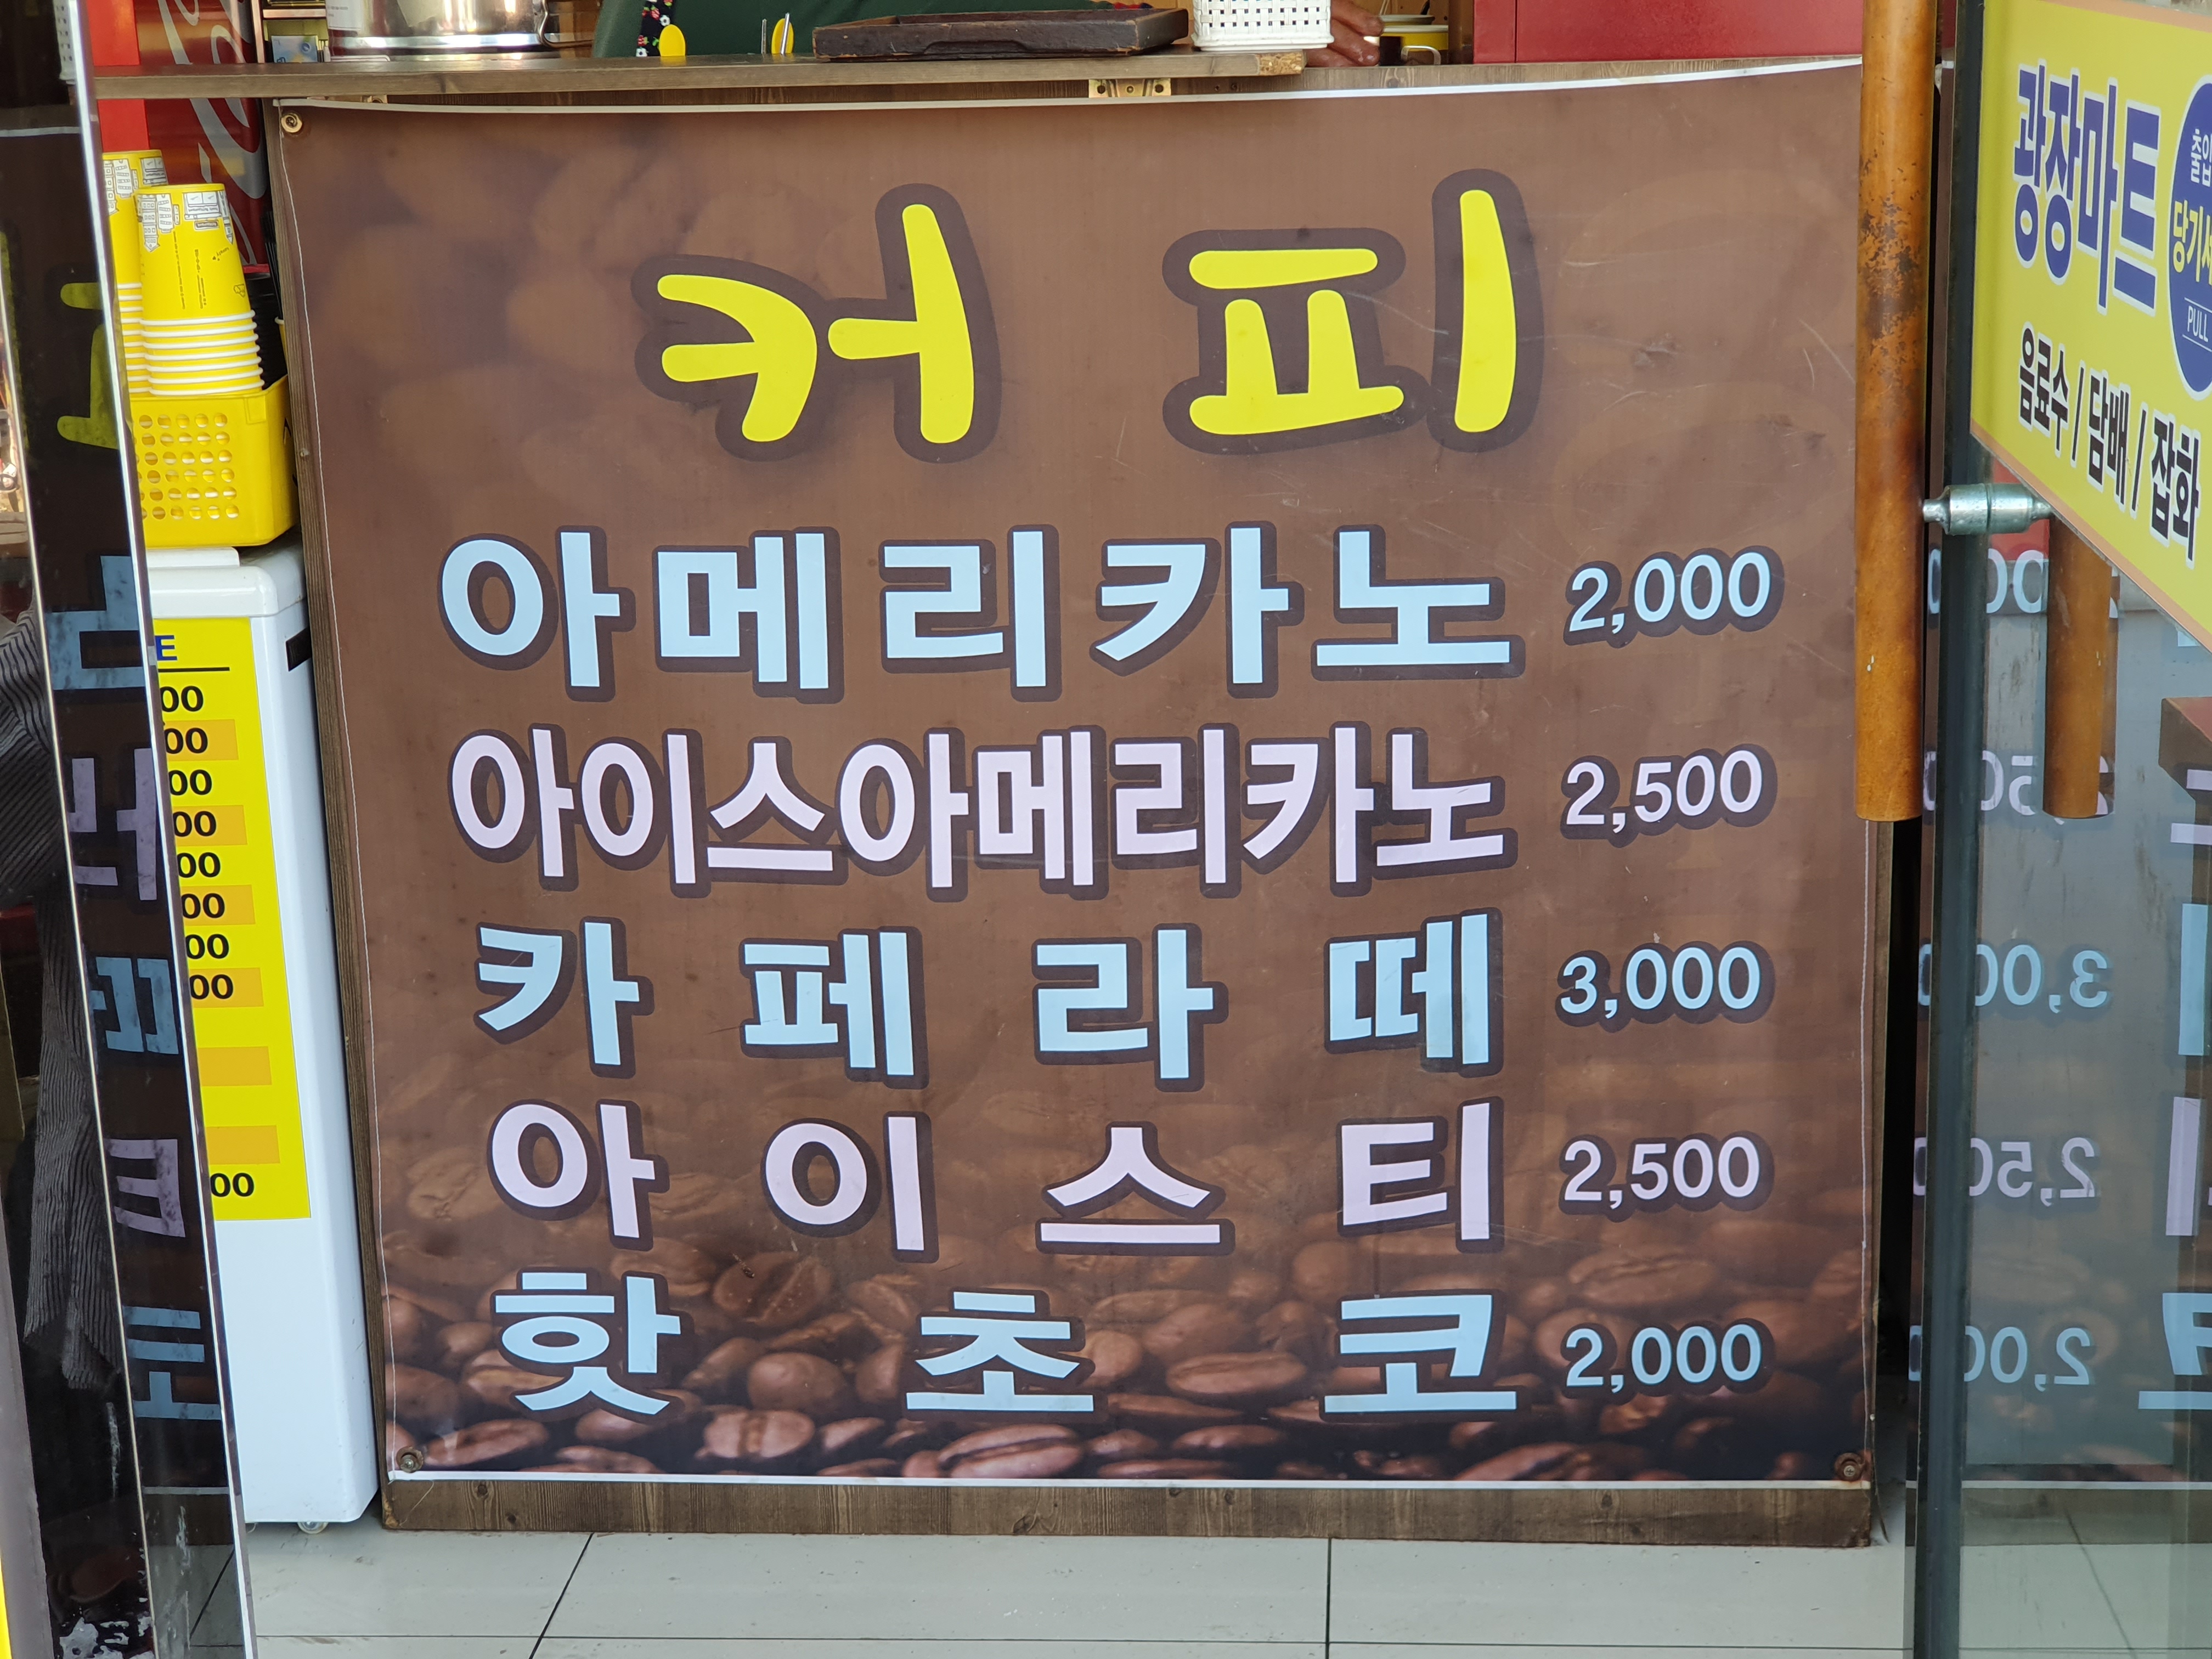 커 피
아메리카노 2,000
아이스아메리카노 2,500
카 페 라 떼 3,000
아 이 스 티 2,500
핫 초 코 2,000
광장마트
PULL
음료수 / 담배 / 잡화